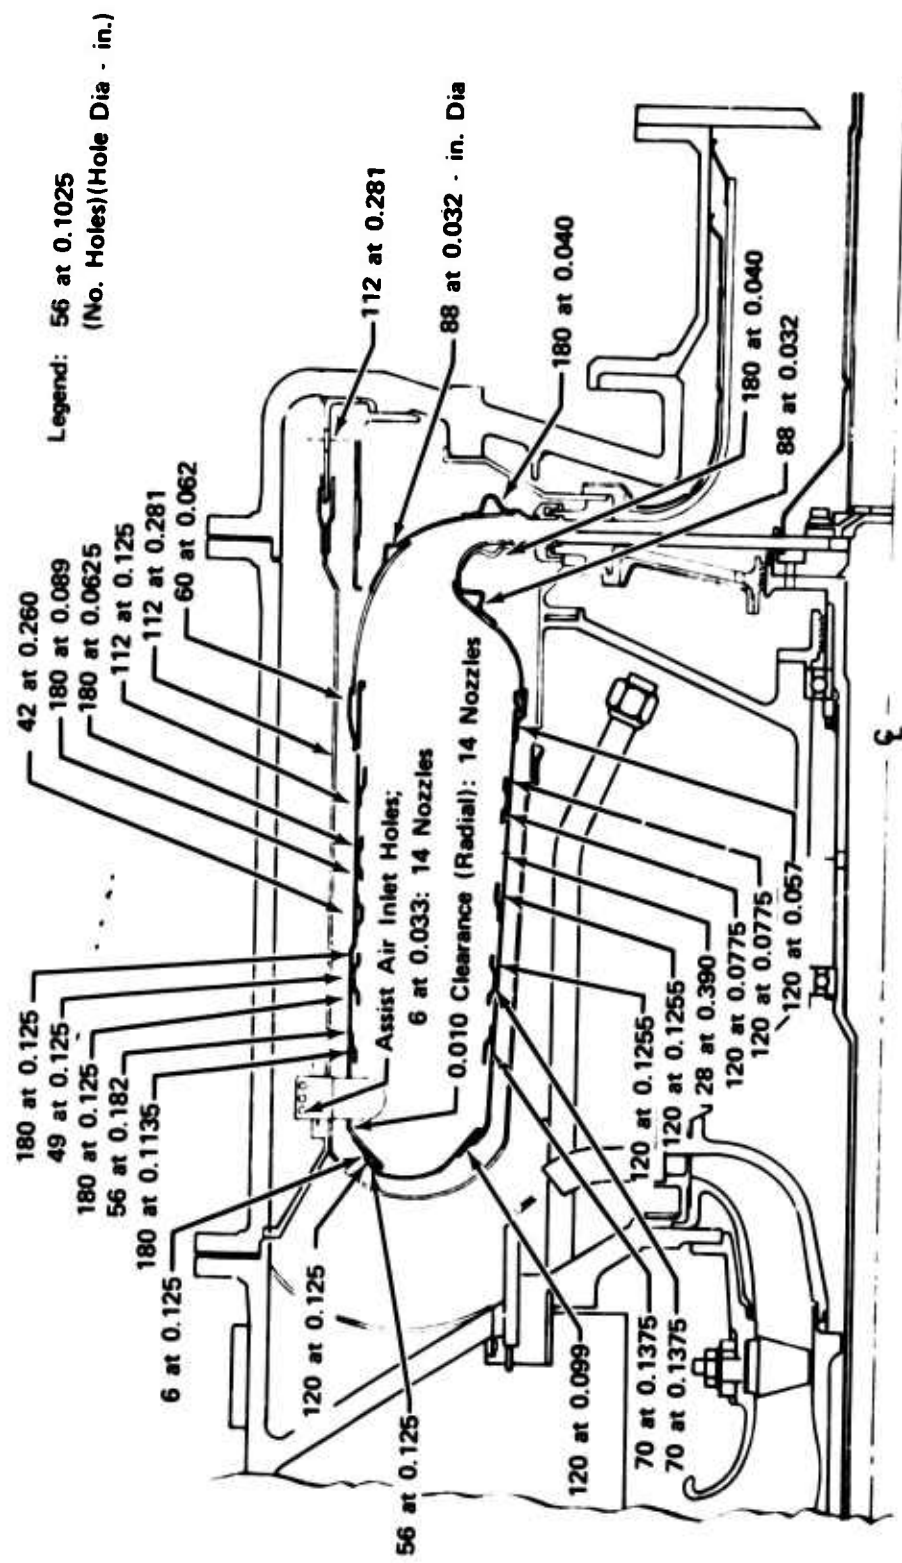 Legend: 56 at 0.1025
(No. Holes)(Hole Dia - in.)
42 at 0.260
180 at 0.089
180 at 0.0625
112 at 0.125
112 at 0.281
60 at 0.062
112 at 0.281
88 at 0.032 - in. Dia
180 at 0.040
180 at 0.040
88 at 0.032
180 at 0.125
49 at 0.125
180 at 0.125
56 at 0.182
180 at 0.1135
6 at 0.125
120 at 0.125
56 at 0.125
Assist Air Inlet Holes;
6 at 0.033: 14 Nozzles
0.010 Clearance (Radial): 14 Nozzles
120 at 0.099
70 at 0.1375
70 at 0.1375
120 at 0.1255
120 at 0.1255
28 at 0.390
120 at 0.0775
120 at 0.0775
120 at 0.057
℄